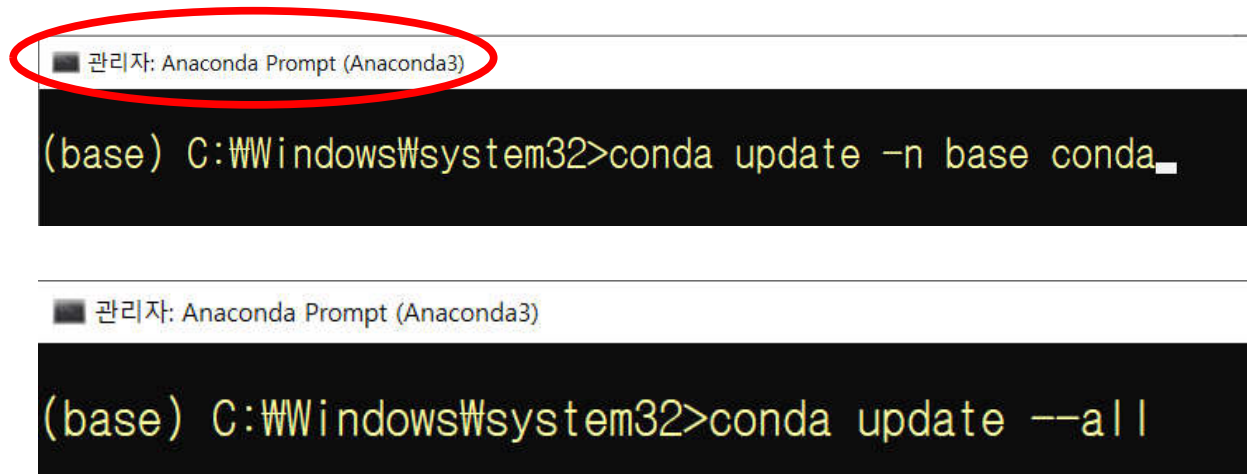 관리자: Anaconda Prompt (Anaconda3)
(base) C:₩Windows₩system32>conda update -n base conda
관리자: Anaconda Prompt (Anaconda3)
(base) C:₩Windows₩system32>conda update --all